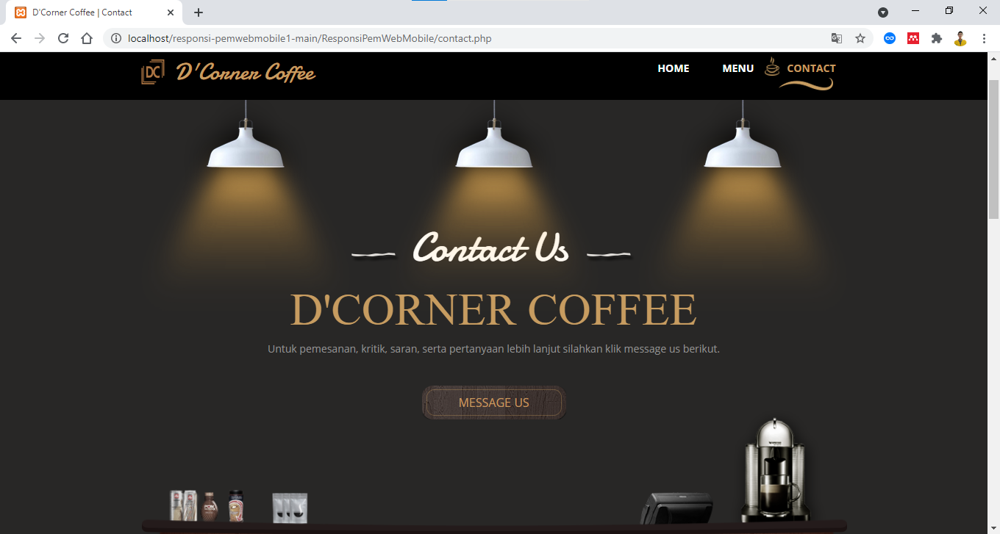 D'Corner Coffee | Contact
localhost/responsi-pemwebmobile1-main/ResponsiPemWebMobile/contact.php
DC D'Corner Coffee
HOME MENU CONTACT
Contact Us
D'CORNER COFFEE
Untuk pemesanan, kritik, saran, serta pertanyaan lebih lanjut silahkan klik message us berikut.
MESSAGE US